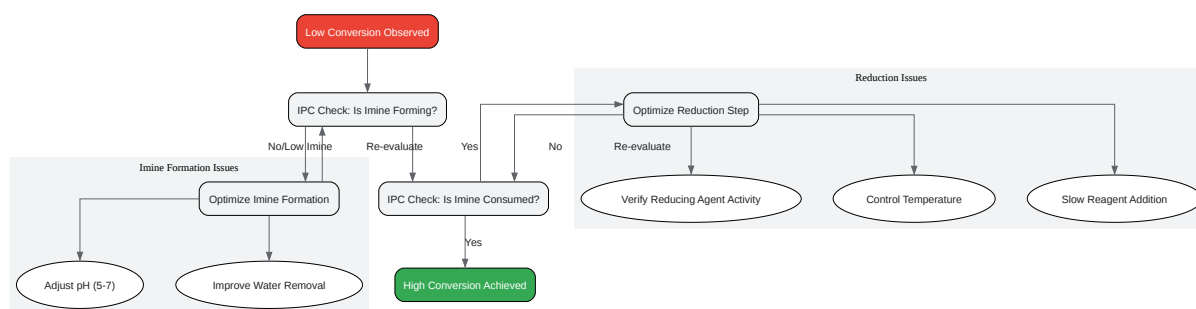 Low Conversion Observed
Reduction Issues
IPC Check: Is Imine Forming?
Optimize Reduction Step
No/Low Imine
Re-evaluate
Yes
No
Re-evaluate
Imine Formation Issues
Optimize Imine Formation
IPC Check: Is Imine Consumed?
Verify Reducing Agent Activity
Control Temperature
Slow Reagent Addition
Yes
Adjust pH (5-7)
Improve Water Removal
High Conversion Achieved